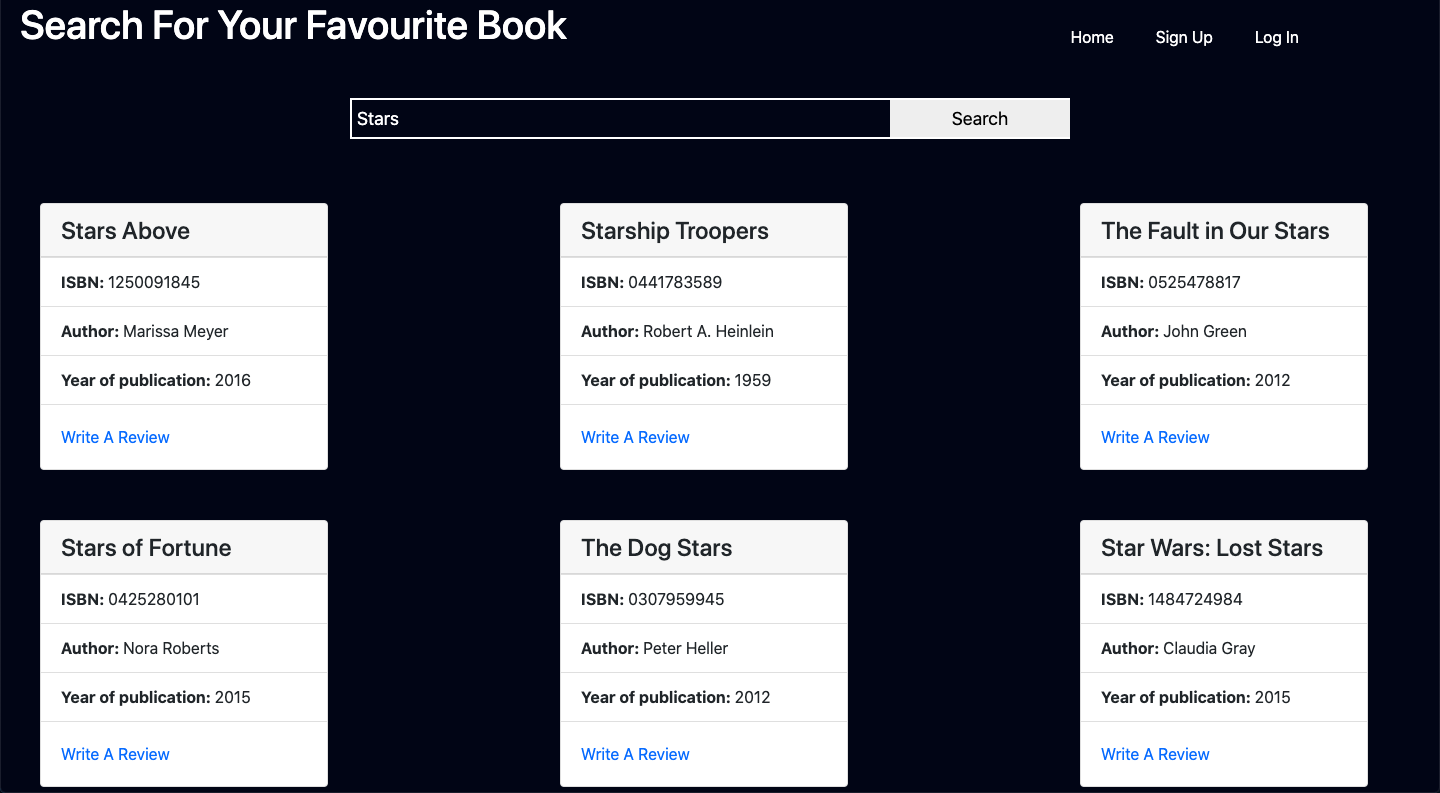 Search For Your Favourite Book
Home Sign Up Log In
Stars Search
Stars Above
ISBN: 1250091845
Author: Marissa Meyer
Year of publication: 2016
Write A Review
Starship Troopers
ISBN: 0441783589
Author: Robert A. Heinlein
Year of publication: 1959
Write A Review
The Fault in Our Stars
ISBN: 0525478817
Author: John Green
Year of publication: 2012
Write A Review
Stars of Fortune
ISBN: 0425280101
Author: Nora Roberts
Year of publication: 2015
Write A Review
The Dog Stars
ISBN: 0307959945
Author: Peter Heller
Year of publication: 2012
Write A Review
Star Wars: Lost Stars
ISBN: 1484724984
Author: Claudia Gray
Year of publication: 2015
Write A Review